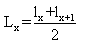 Lₓ = (lₓ + lₓ₊₁) / 2